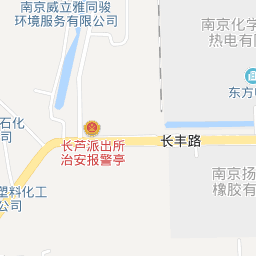 南京威立雅同骏
环境服务有限公司
南京化学
热电有限
东方
石化
司
长芦派出所
治安报警亭
长丰路
南京扬
橡胶有
塑料化工
公司